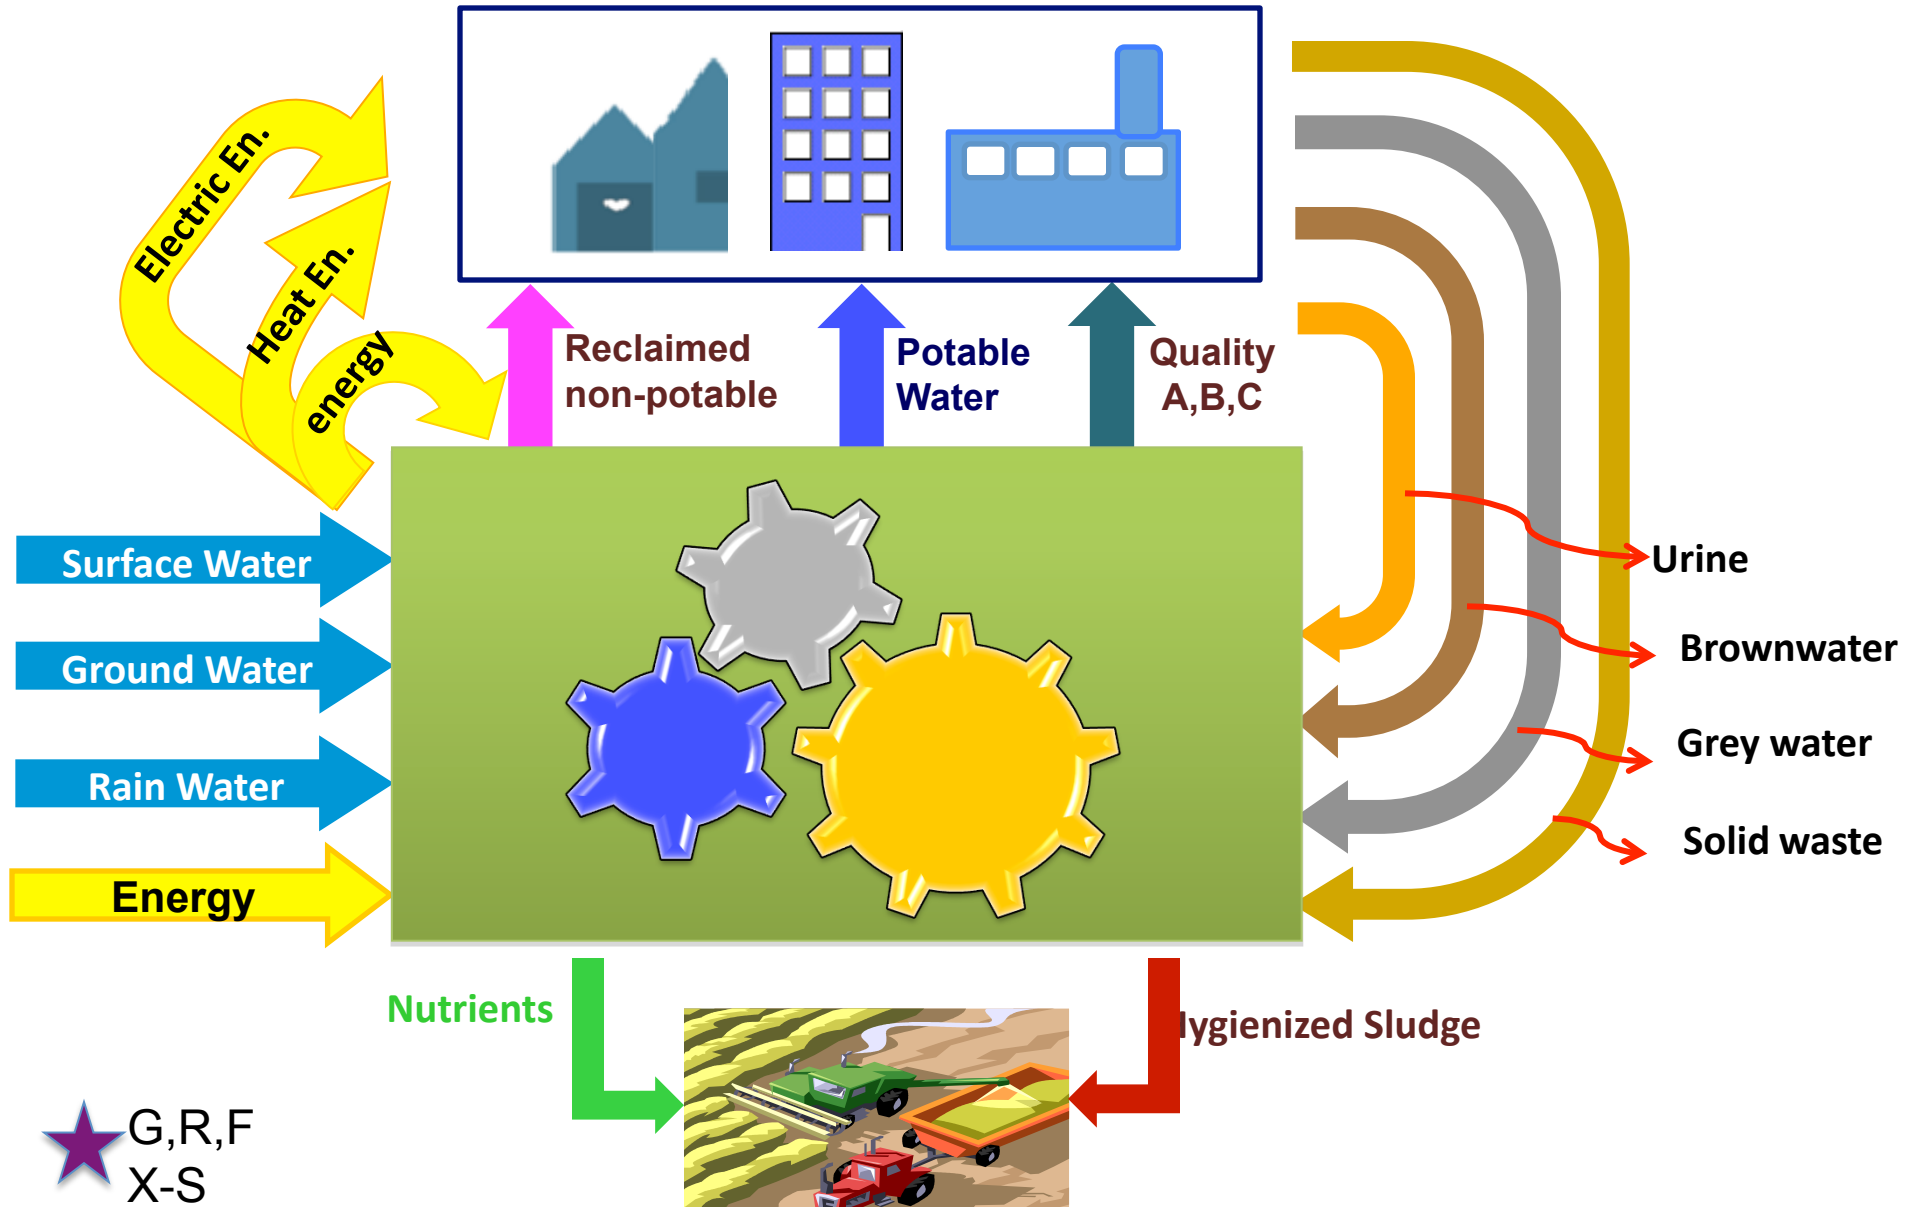 Electric En.
Heat En.
energy
Reclaimed
non-potable
Potable
Water
Quality
A,B,C
Surface Water
Ground Water
Rain Water
Energy
Urine
Brownwater
Grey water
Solid waste
Nutrients
ygienized Sludge
G,R,F
X-S